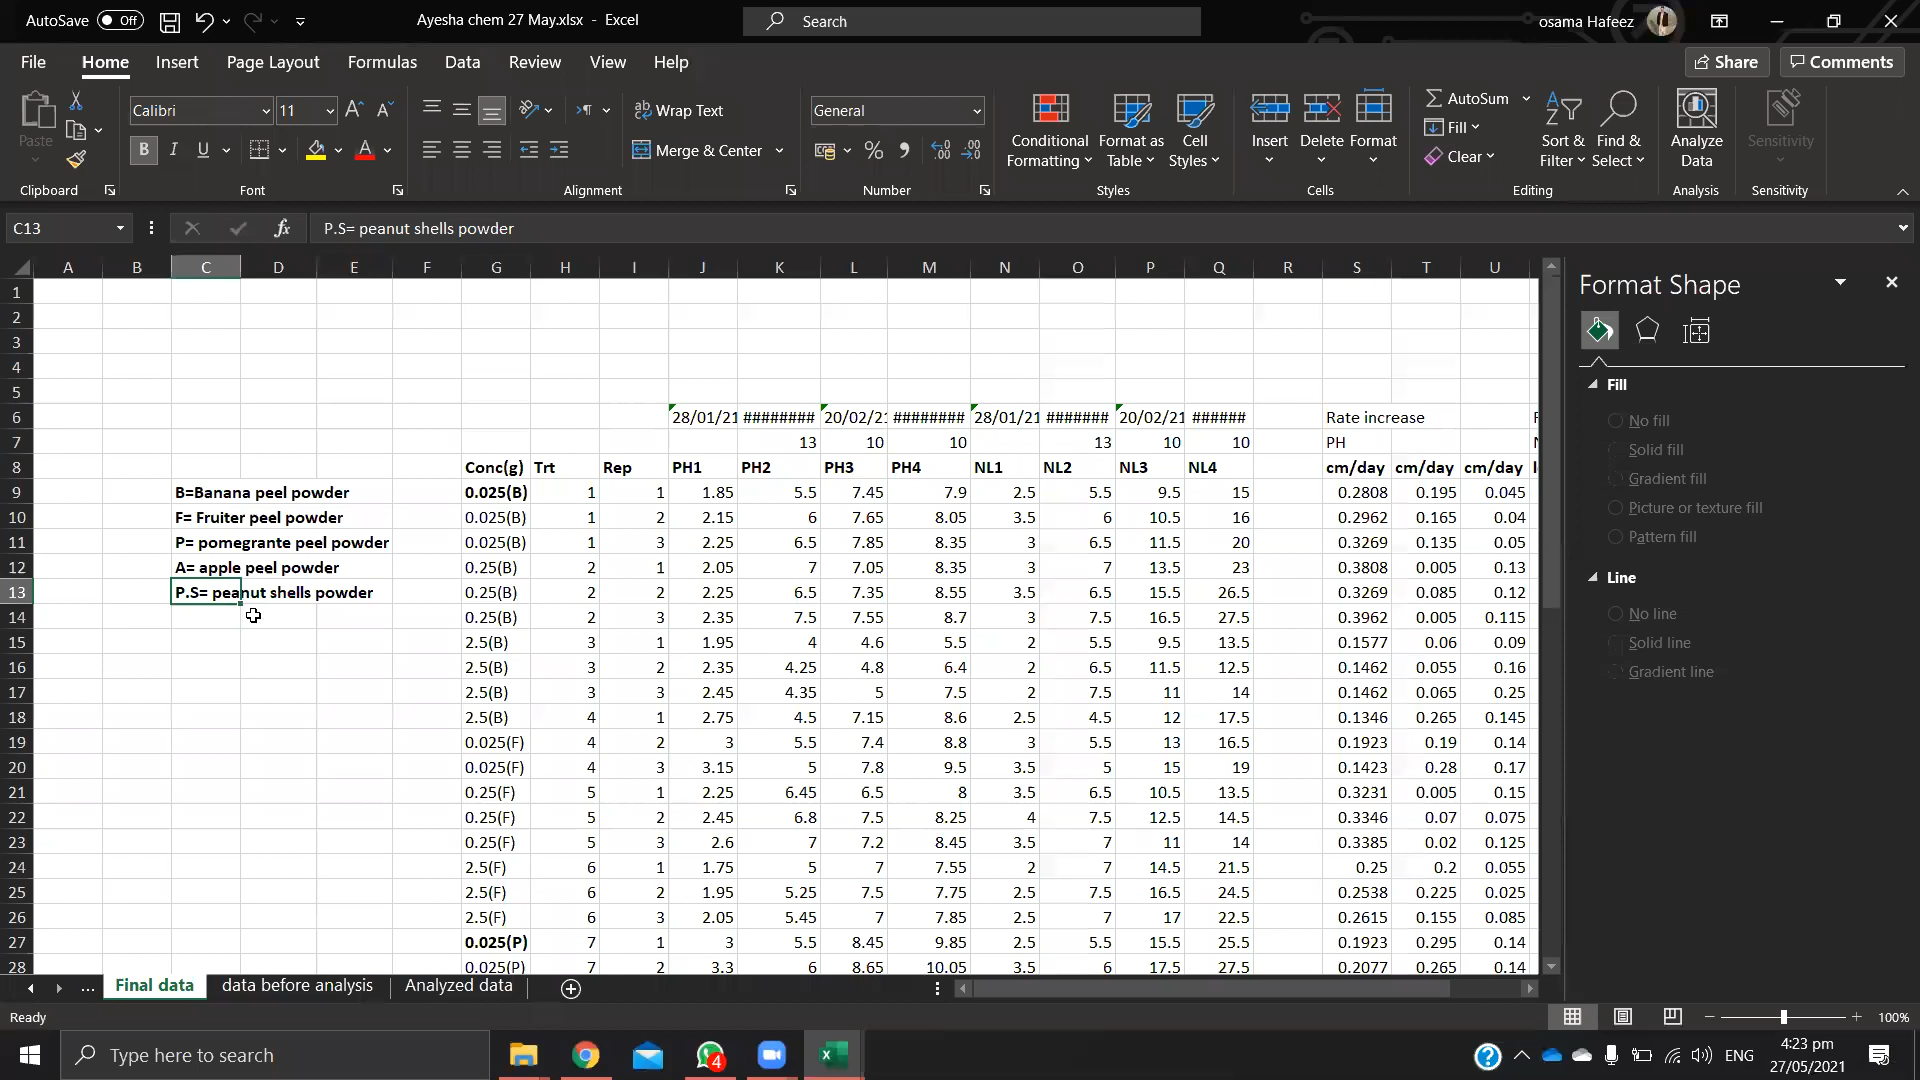 AutoSave Off Ayesha chem 27 May.xlsx - Excel Search osama Hafeez
File Home Insert Page Layout Formulas Data Review View Help Share Comments
Paste Calibri 11 Wrap Text General Conditional Formatting Format as Table Cell Styles Insert Delete Format AutoSum Fill Clear Sort & Filter Find & Select Analyze Data Sensitivity
B I U Merge & Center
Clipboard Font Alignment Number Styles Cells Editing Analysis Sensitivity
C13 fx P.S= peanut shells powder
A B C D E F G H I J K L M N O P Q R S T U
1
2
3
4
5
6 28/01/21 ######## 20/02/21 ######## 28/01/21 ####### 20/02/21 ###### Rate increase
7 13 10 10 13 10 10 PH
8 Conc(g) Trt Rep PH1 PH2 PH3 PH4 NL1 NL2 NL3 NL4 cm/day cm/day cm/day
9 B=Banana peel powder 0.025(B) 1 1 1.85 5.5 7.45 7.9 2.5 5.5 9.5 15 0.2808 0.195 0.045
10 F= Fruiter peel powder 0.025(B) 1 2 2.15 6 7.65 8.05 3.5 6 10.5 16 0.2962 0.165 0.04
11 P= pomegrante peel powder 0.025(B) 1 3 2.25 6.5 7.85 8.35 3 6.5 11.5 20 0.3269 0.135 0.05
12 A= apple peel powder 0.25(B) 2 1 2.05 7 7.05 8.35 3 7 13.5 23 0.3808 0.005 0.13
13 P.S= peanut shells powder 0.25(B) 2 2 2.25 6.5 7.35 8.55 3.5 6.5 15.5 26.5 0.3269 0.085 0.12
14 0.25(B) 2 3 2.35 7.5 7.55 8.7 3 7.5 16.5 27.5 0.3962 0.005 0.115
15 2.5(B) 3 1 1.95 4 4.6 5.5 2 5.5 9.5 13.5 0.1577 0.06 0.09
16 2.5(B) 3 2 2.35 4.25 4.8 6.4 2 6.5 11.5 12.5 0.1462 0.055 0.16
17 2.5(B) 3 3 2.45 4.35 5 7.5 2 7.5 11 14 0.1462 0.065 0.25
18 2.5(B) 4 1 2.75 4.5 7.15 8.6 2.5 4.5 12 17.5 0.1346 0.265 0.145
19 0.025(F) 4 2 3 5.5 7.4 8.8 3 5.5 13 16.5 0.1923 0.19 0.14
20 0.025(F) 4 3 3.15 5 7.8 9.5 3.5 5 15 19 0.1423 0.28 0.17
21 0.25(F) 5 1 2.25 6.45 6.5 8 3.5 6.5 10.5 13.5 0.3231 0.005 0.15
22 0.25(F) 5 2 2.45 6.8 7.5 8.25 4 7.5 12.5 14.5 0.3346 0.07 0.075
23 0.25(F) 5 3 2.6 7 7.2 8.45 3.5 7 11 14 0.3385 0.02 0.125
24 2.5(F) 6 1 1.75 5 7 7.55 2 7 14.5 21.5 0.25 0.2 0.055
25 2.5(F) 6 2 1.95 5.25 7.5 7.75 2.5 7.5 16.5 24.5 0.2538 0.225 0.025
26 2.5(F) 6 3 2.05 5.45 7 7.85 2.5 7 17 22.5 0.2615 0.155 0.085
27 0.025(P) 7 1 3 5.5 8.45 9.85 2.5 5.5 15.5 25.5 0.1923 0.295 0.14
28 0.025(P) 7 2 3.3 6 8.65 10.05 3.5 6 17.5 27.5 0.2077 0.265 0.14
Format Shape
Fill
No fill
Solid fill
Gradient fill
Picture or texture fill
Pattern fill
Line
No line
Solid line
Gradient line
... Final data data before analysis Analyzed data
Ready 100%
Type here to search 4 ENG 4:23 pm
27/05/2021